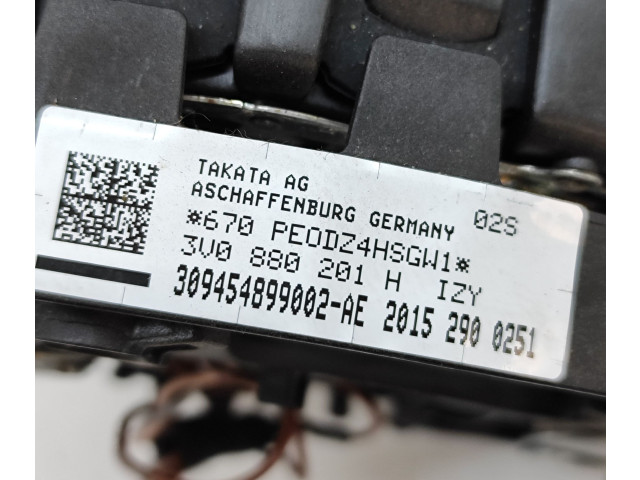 TAKATA AG
ASCHAFFENBURG GERMANY 02S
*670 PEODZ4HSGW1*
3V0 880 201 H IZY
309454899002-AE 2015 290 0251